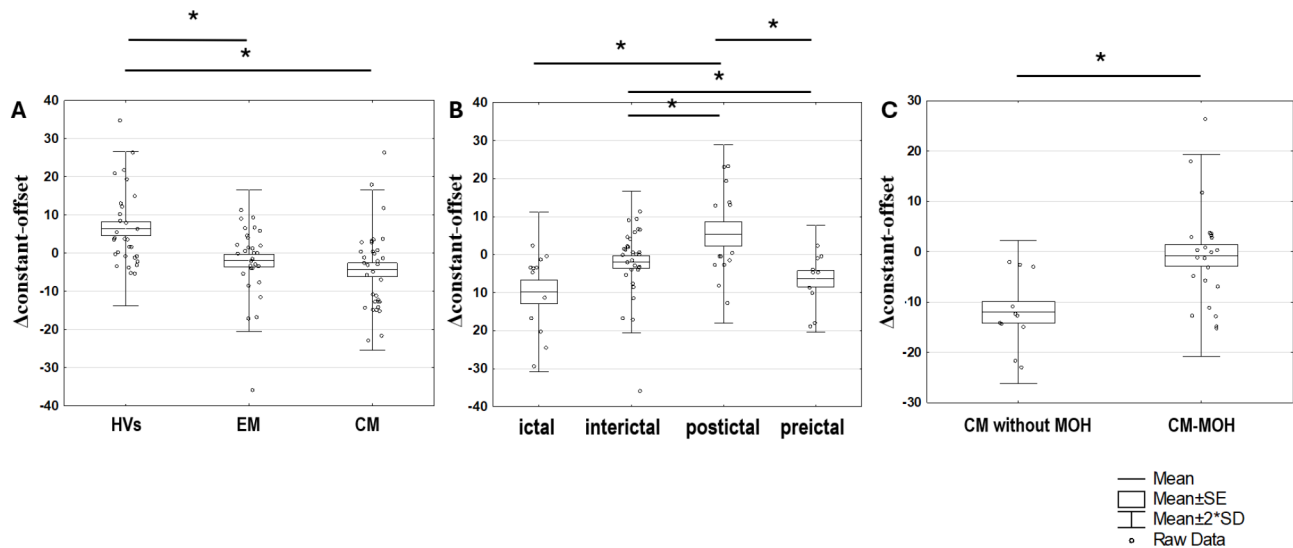 * * * * * * *
A
Δconstant-offset
40
30
20
10
0
-10
-20
-30
-40
HVs EM CM
B
Δconstant-offset
40
30
20
10
0
10
20
30
-40
ictal interictal postictal preictal
C
Δconstant-offset
30
20
10
0
-10
-20
-30
CM without MOH CM-MOH
Mean
Mean±SE
Mean±2*SD
Raw Data